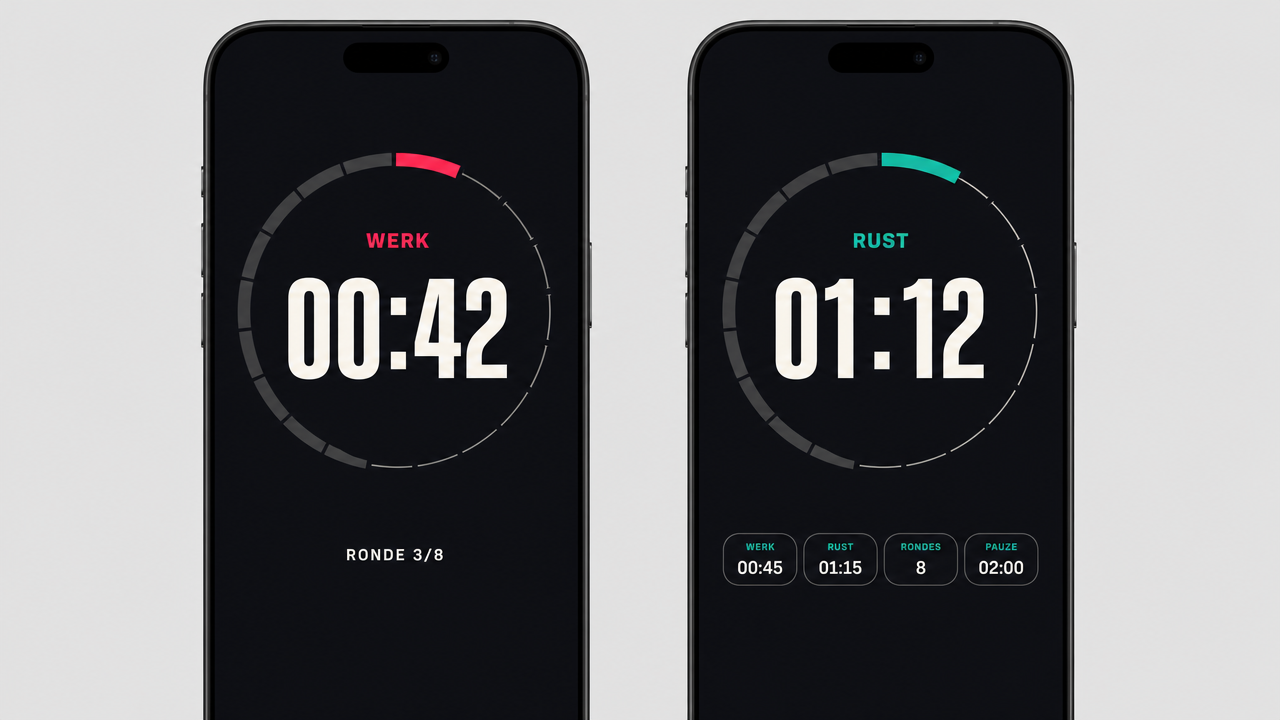 WERK
00:42
RONDE 3/8
RUST
01:12
WERK
00:45
RUST
01:15
RONDES
8
PAUZE
02:00